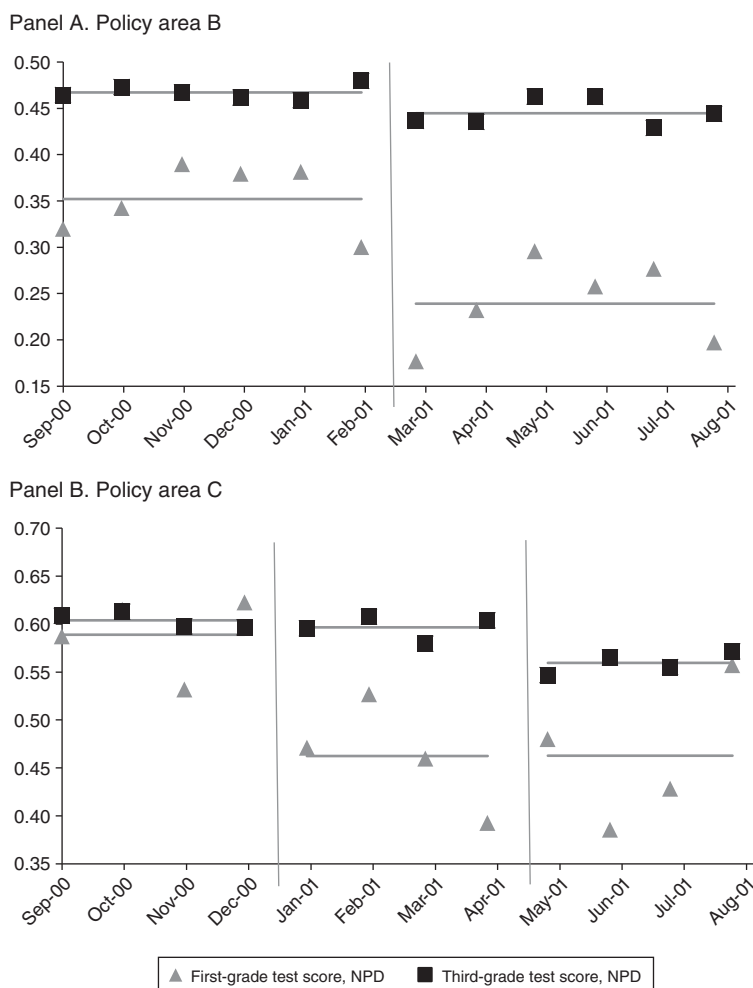 Panel A. Policy area B
0.50
0.45
0.40
0.35
0.30
0.25
0.20
0.15
Sep-00
Oct-00
Nov-00
Dec-00
Jan-01
Feb-01
Mar-01
Apr-01
May-01
Jun-01
Jul-01
Aug-01
Panel B. Policy area C
0.70
0.65
0.60
0.55
0.50
0.45
0.40
0.35
Sep-00
Oct-00
Nov-00
Dec-00
Jan-01
Feb-01
Mar-01
Apr-01
May-01
Jun-01
Jul-01
Aug-01
First-grade test score, NPD
Third-grade test score, NPD